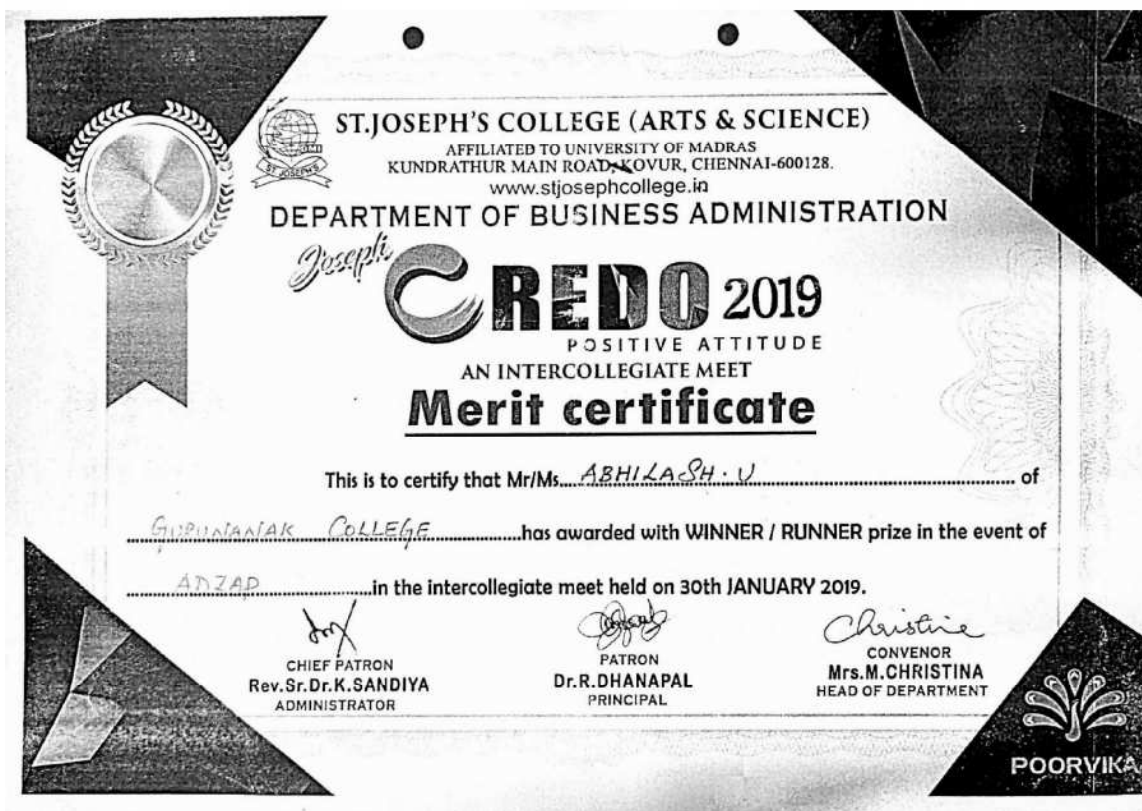 ST.JOSEPH'S COLLEGE (ARTS & SCIENCE)
AFFILIATED TO UNIVERSITY OF MADRAS
KUNDRATHUR MAIN ROAD, KOVUR, CHENNAI-600128.
www.stjosephcollege.in
ST JOSEPH'S
DEPARTMENT OF BUSINESS ADMINISTRATION
Joseph
CREDO 2019
POSITIVE ATTITUDE
AN INTERCOLLEGIATE MEET
Merit certificate
This is to certify that Mr/Ms....ABHILASH.U.... of
GURUNANAK COLLEGE....has awarded with WINNER / RUNNER prize in the event of
ADZAP....in the intercollegiate meet held on 30th JANUARY 2019.
Christine
CHIEF PATRON
Rev.Sr.Dr.K.SANDIYA
ADMINISTRATOR
PATRON
Dr.R.DHANAPAL
PRINCIPAL
CONVENOR
Mrs.M.CHRISTINA
HEAD OF DEPARTMENT
POORVIKA